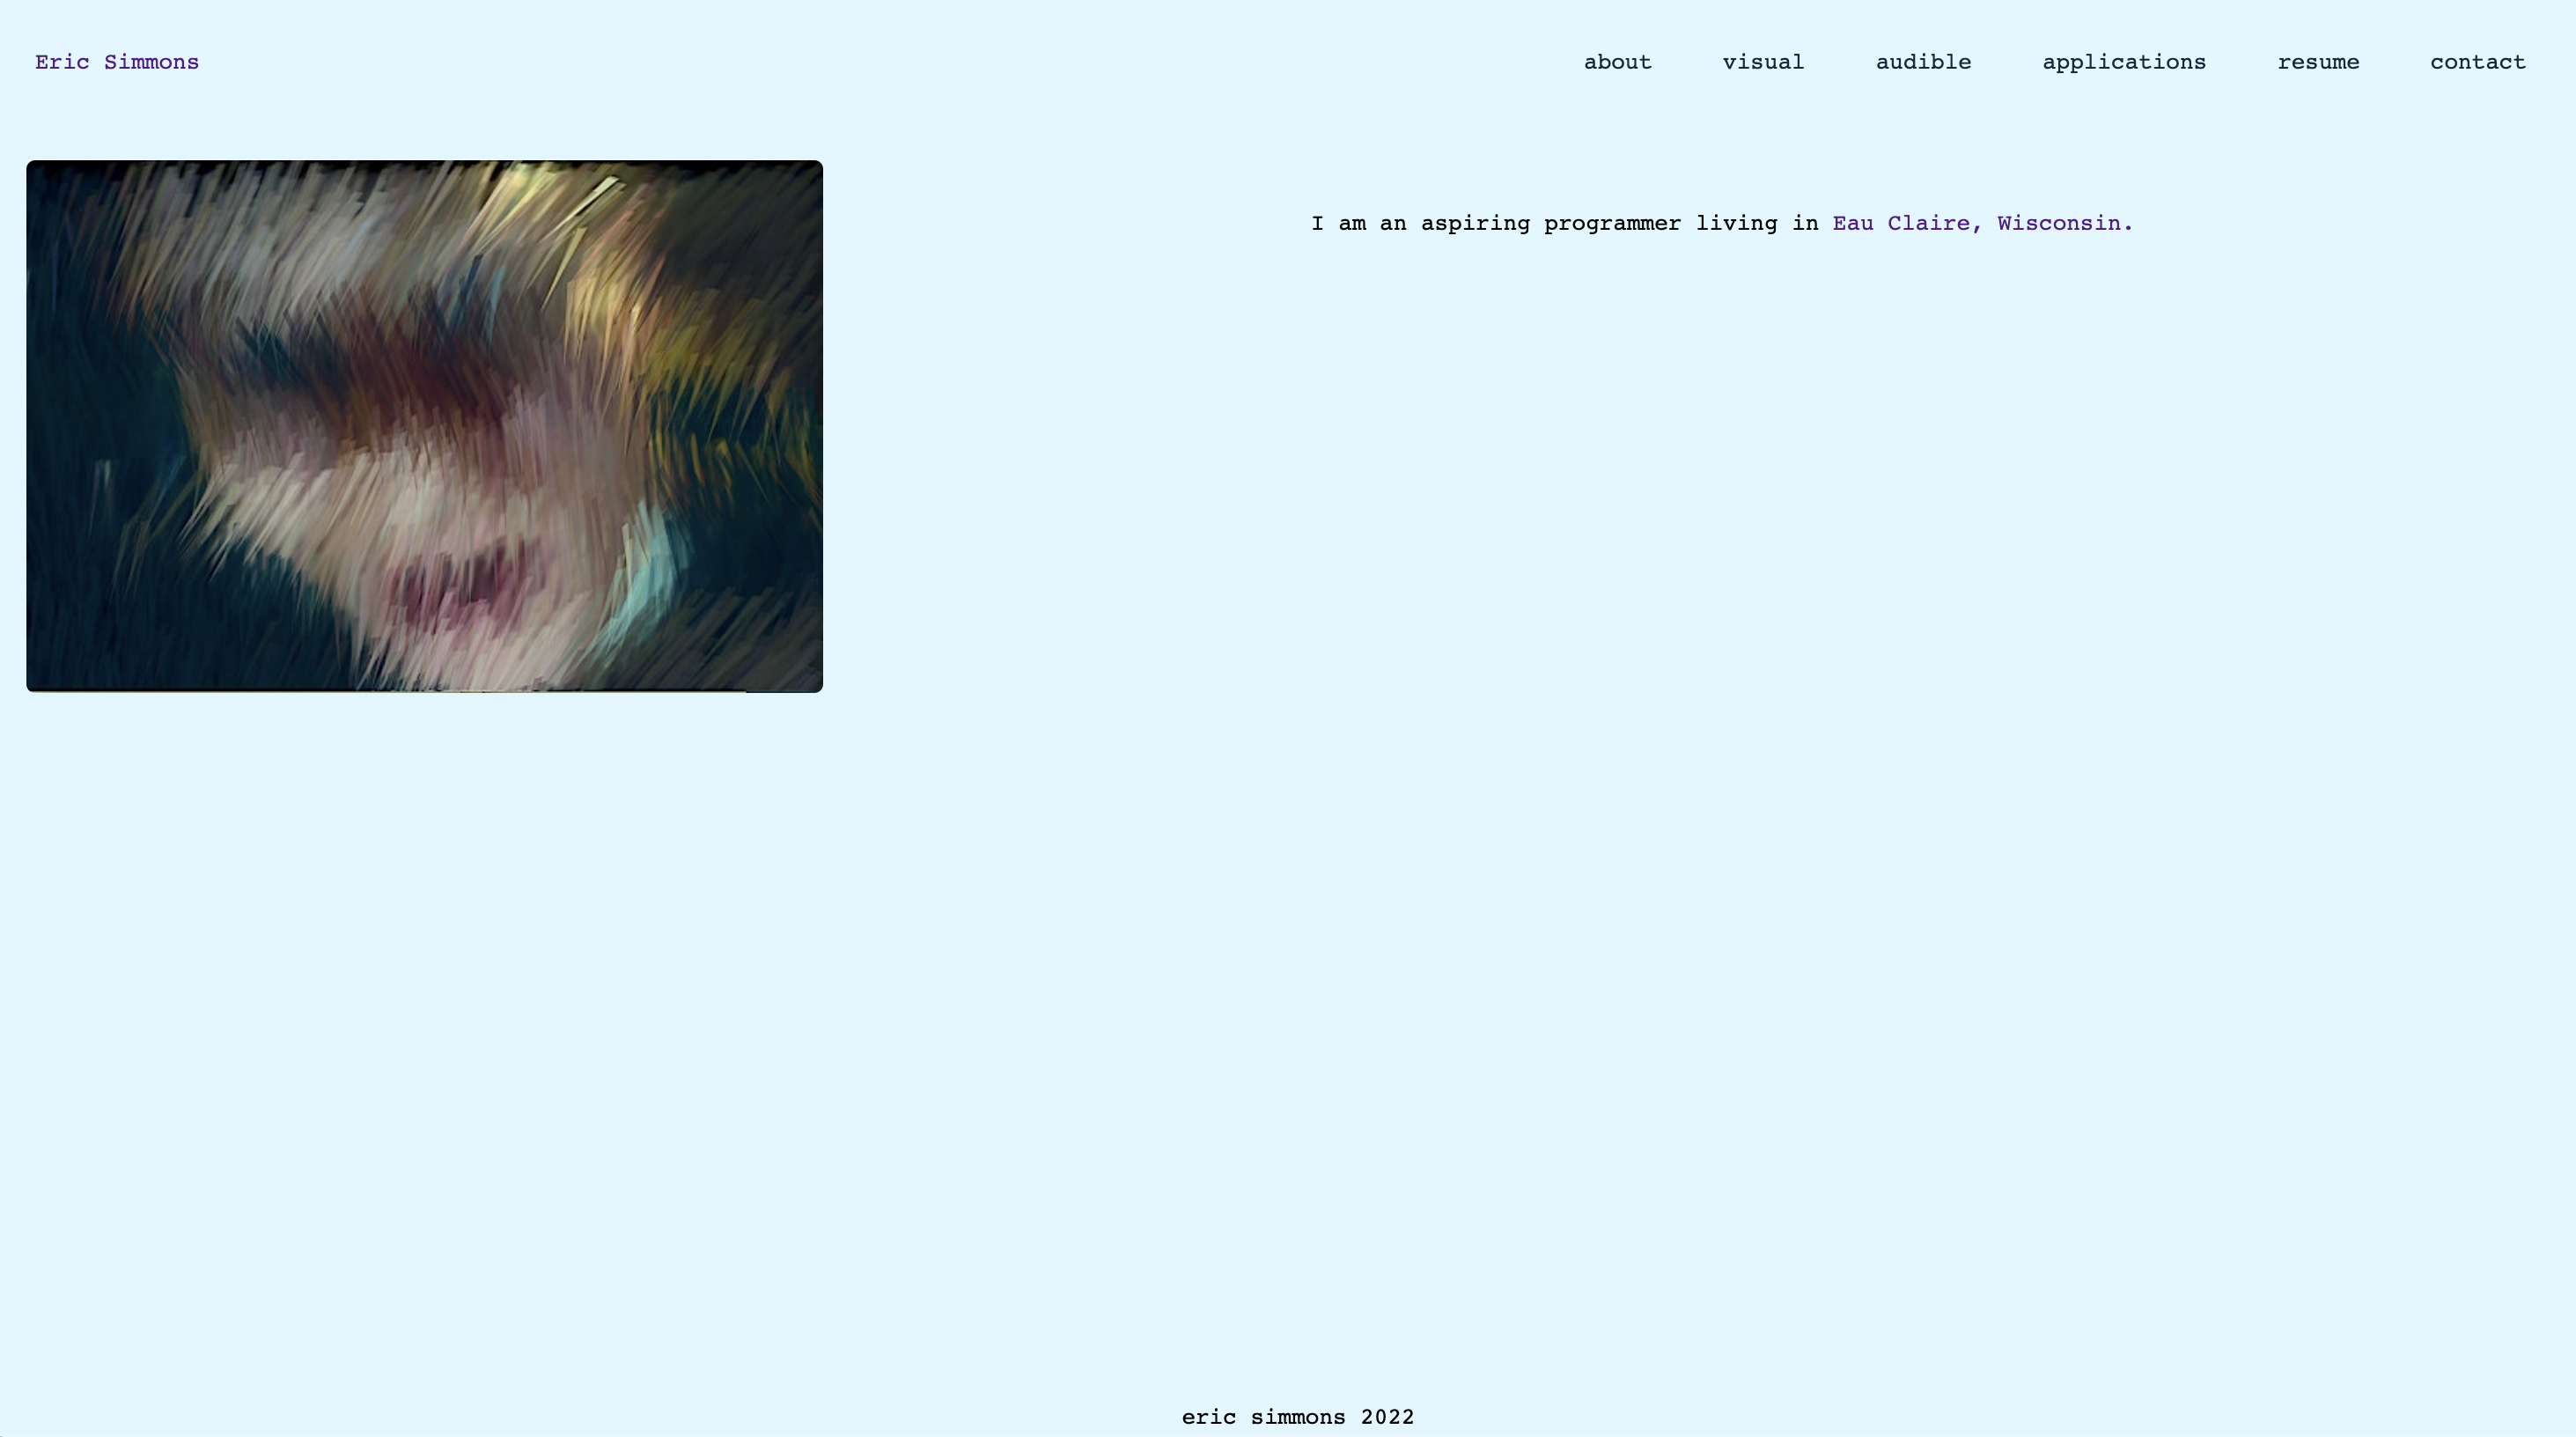 Eric Simmons
about visual audible applications resume contact
I am an aspiring programmer living in Eau Claire, Wisconsin.
eric simmons 2022